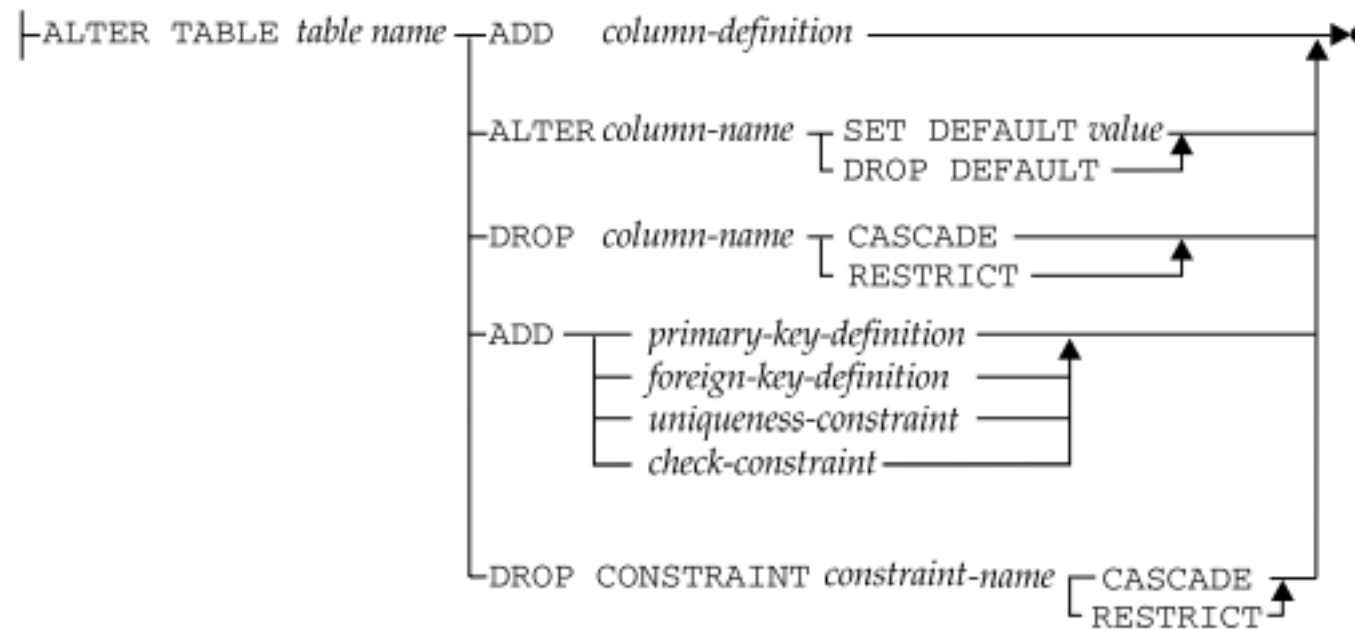 ALTER TABLE table name ADD column-definition
ALTER column-name SET DEFAULT value
DROP DEFAULT
DROP column-name CASCADE
RESTRICT
ADD primary-key-definition
foreign-key-definition
uniqueness-constraint
check-constraint
DROP CONSTRAINT constraint-name CASCADE
RESTRICT